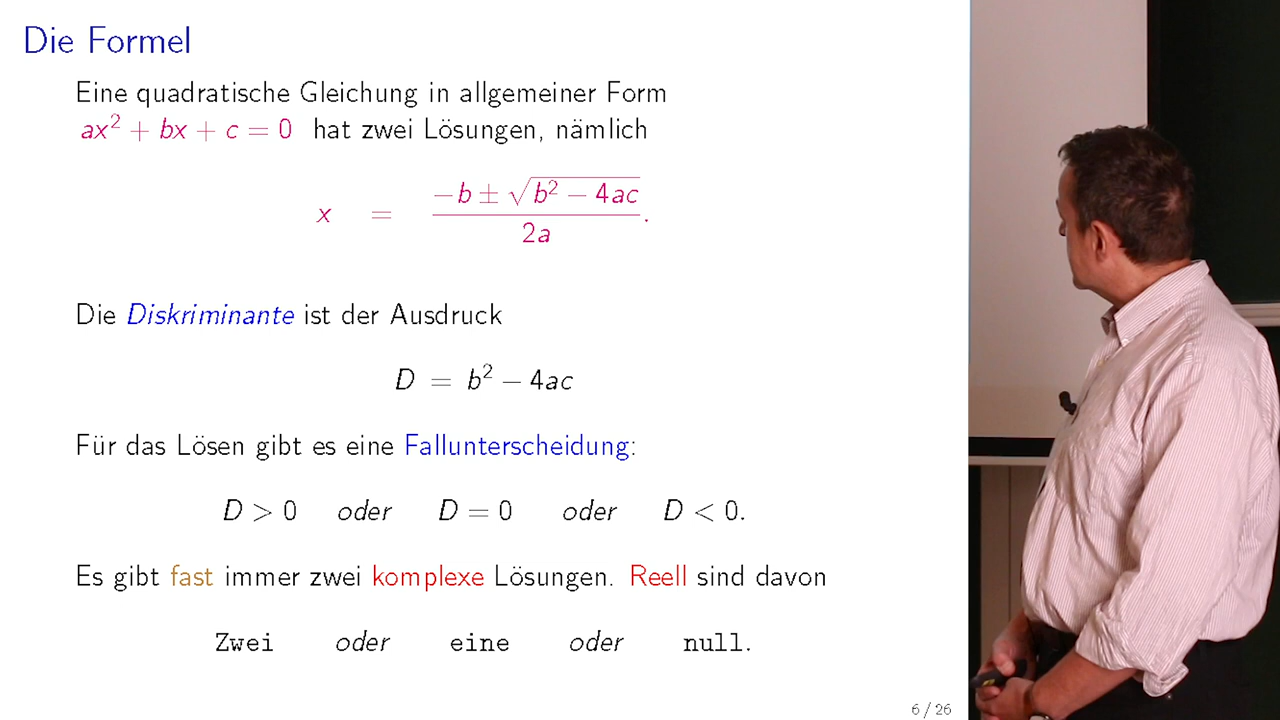 Die Formel
Eine quadratische Gleichung in allgemeiner Form
ax² + bx + c = 0 hat zwei Lösungen, nämlich
x = (−b ± √(b² − 4ac)) / (2a).
Die Diskriminante ist der Ausdruck
D = b² − 4ac
Für das Lösen gibt es eine Fallunterscheidung:
D > 0 oder D = 0 oder D < 0.
Es gibt fast immer zwei komplexe Lösungen. Reell sind davon
Zwei oder eine oder null.
6 / 26